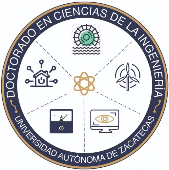 DOCTORADO EN CIENCIAS DE LA INGENIERÍA
UNIVERSIDAD AUTÓNOMA DE ZACATECAS